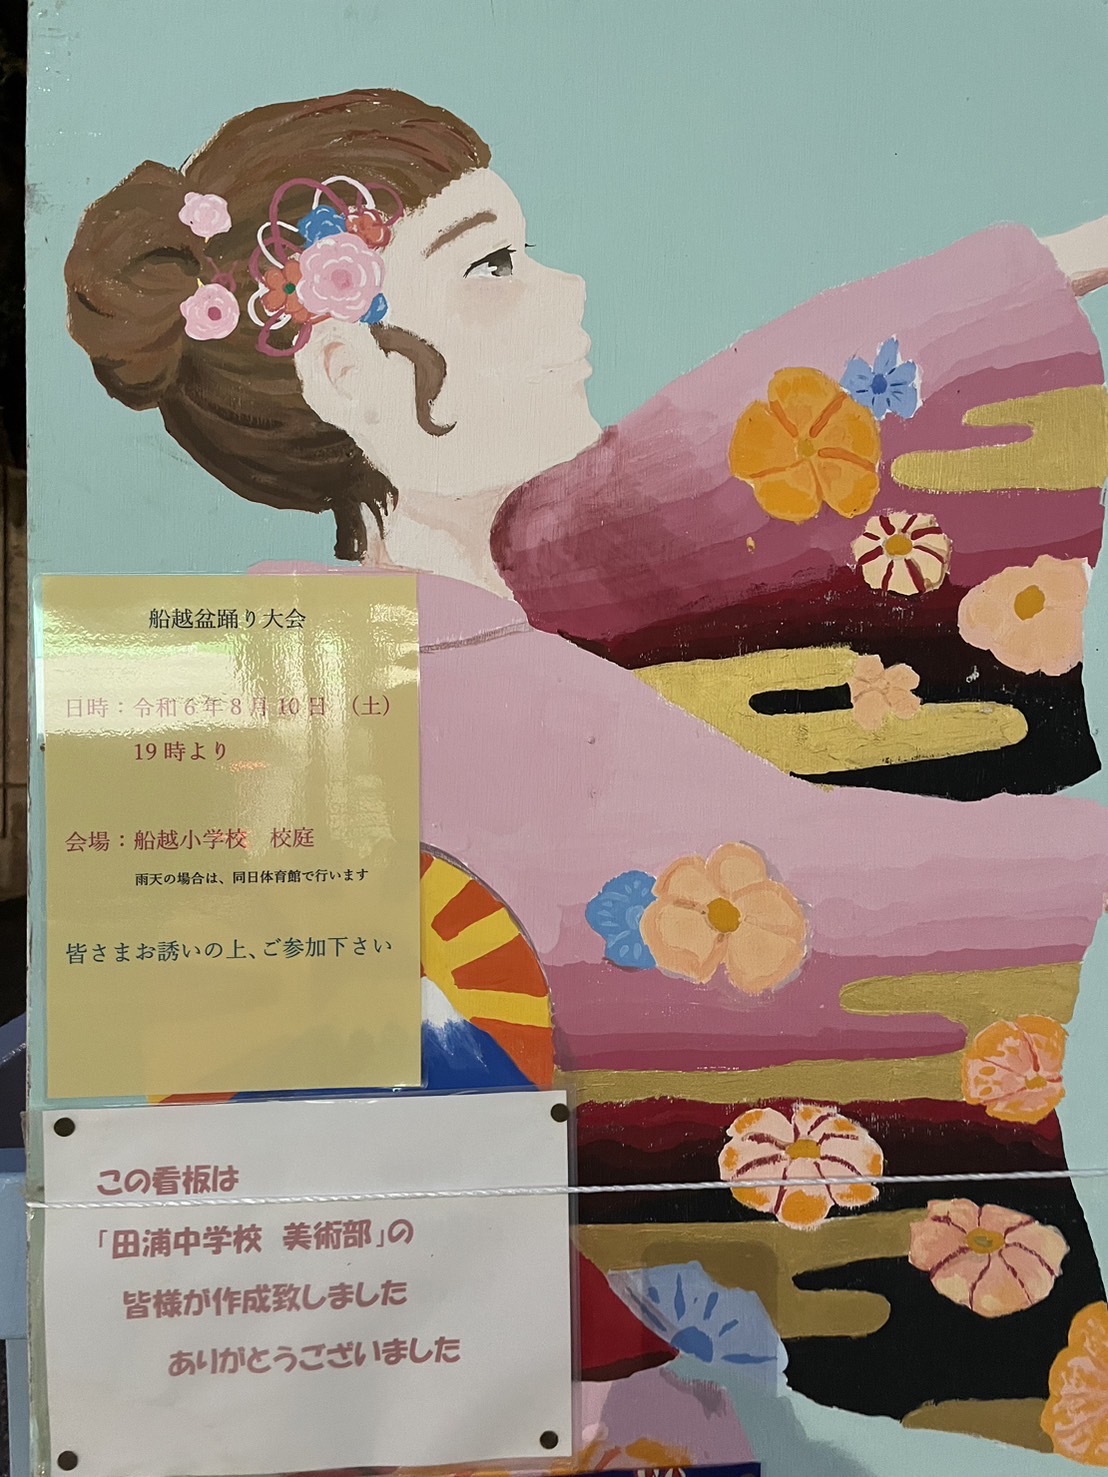 船越盆踊り大会
日時：令和6年8月10日（土）
19時より
会場：船越小学校　校庭
雨天の場合は、同日体育館で行います
皆さまお誘いの上、ご参加下さい
この看板は
「田浦中学校　美術部」の
皆様が作成致しました
ありがとうございました